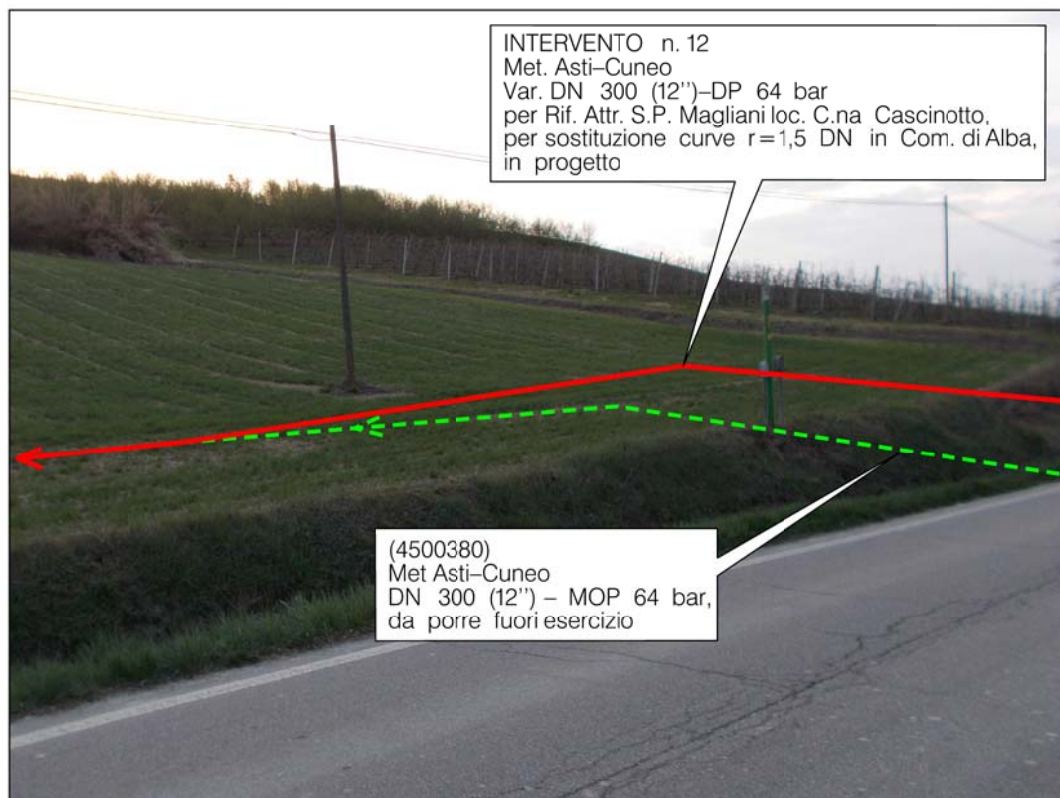 INTERVENTO n. 12
Met. Asti–Cuneo
Var. DN 300 (12'')–DP 64 bar
per Rif. Attr. S.P. Magliani loc. C.na Cascinotto,
per sostituzione curve r=1,5 DN in Com. di Alba,
in progetto
(4500380)
Met Asti–Cuneo
DN 300 (12'') – MOP 64 bar,
da porre fuori esercizio